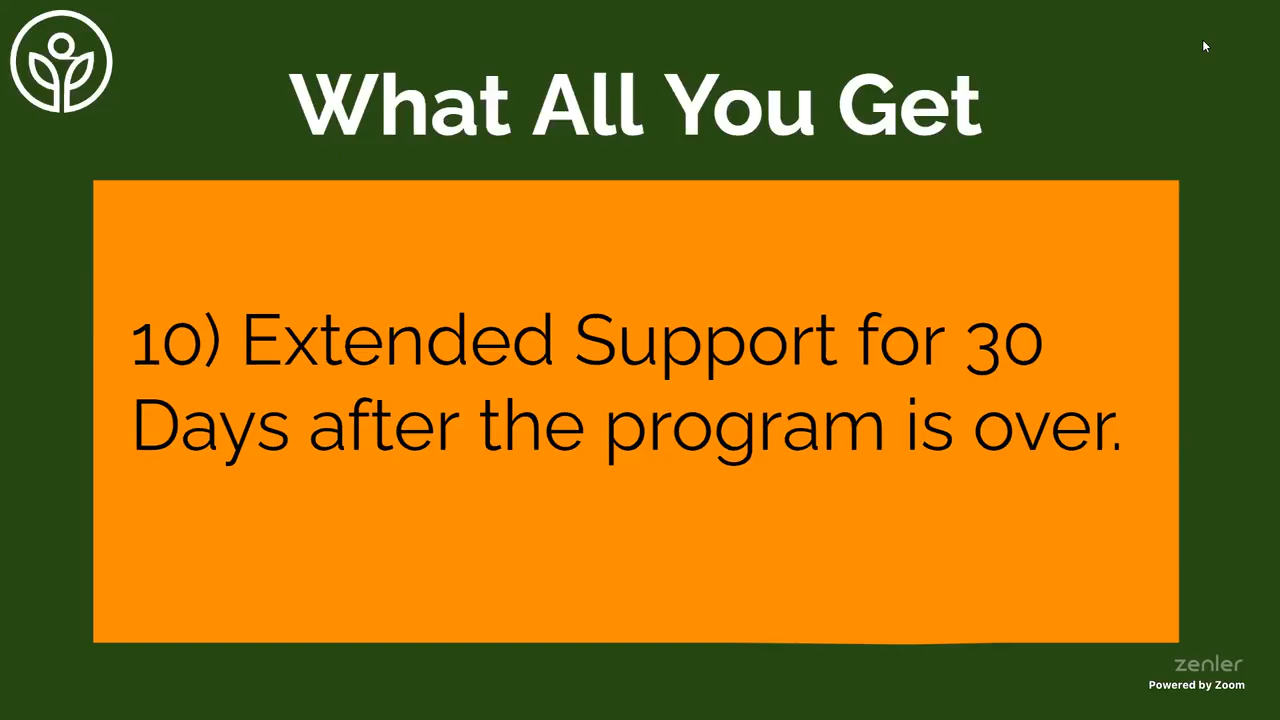 What All You Get
10) Extended Support for 30
Days after the program is over.
zenler
Powered by Zoom